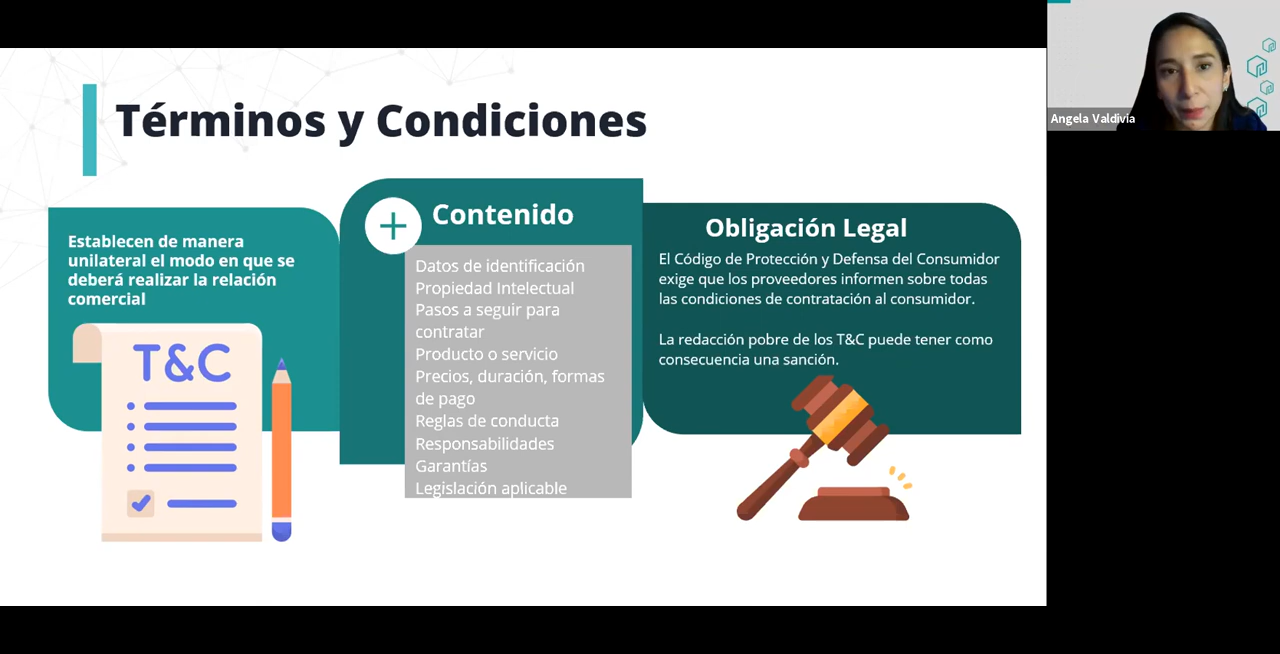 Términos y Condiciones
Establecen de manera
unilateral el modo en que se
deberá realizar la relación
comercial
T&C
Contenido
Datos de identificación
Propiedad Intelectual
Pasos a seguir para
contratar
Producto o servicio
Precios, duración, formas
de pago
Reglas de conducta
Responsabilidades
Garantías
Legislación aplicable
Obligación Legal
El Código de Protección y Defensa del Consumidor
exige que los proveedores informen sobre todas
las condiciones de contratación al consumidor.
La redacción pobre de los T&C puede tener como
consecuencia una sanción.
Angela Valdivia